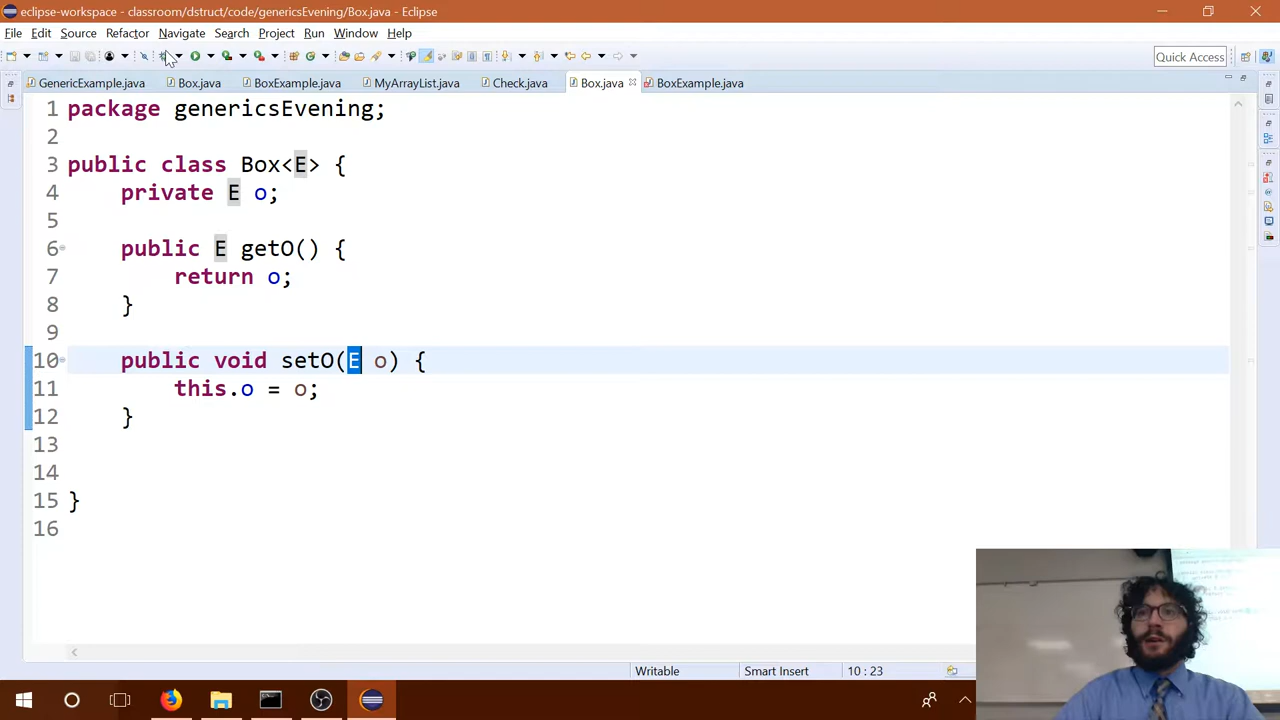 eclipse-workspace - classroom/dstruct/code/genericsEvening/Box.java - Eclipse
File Edit Source Refactor Navigate Search Project Run Window Help
Quick Access
GenericExample.java Box.java BoxExample.java MyArrayList.java Check.java Box.java BoxExample.java
1 package genericsEvening;
2
3 public class Box<E> {
4 private E o;
5
6 public E getO() {
7 return o;
8 }
9
10 public void setO(E o) {
11 this.o = o;
12 }
13
14
15 }
16
Writable Smart Insert 10 : 23